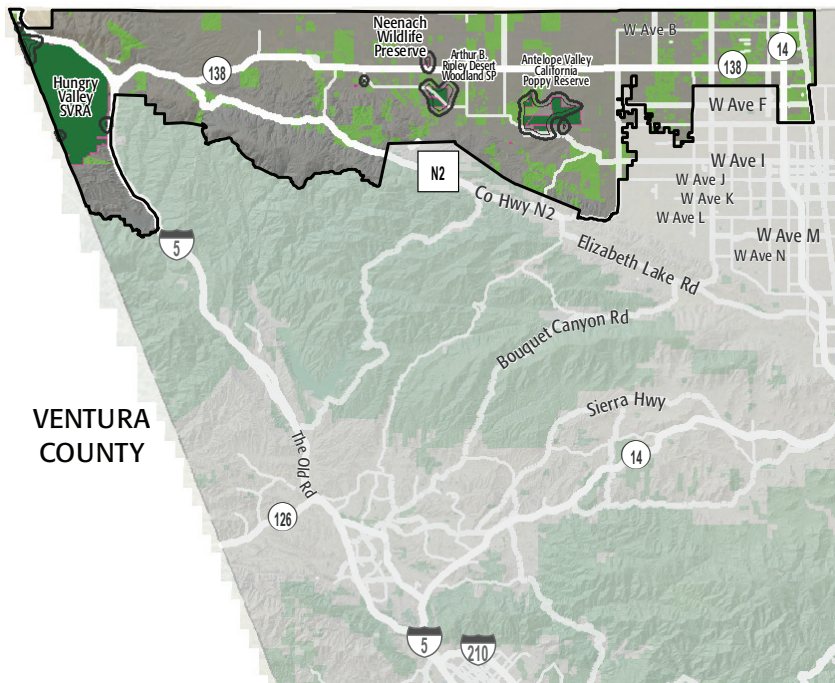 Neenach
Wildlife
Preserve
W Ave B
14
Arthur B.
Ripley Desert
Woodland SP
Antelope Valley
California
Poppy Reserve
138
138
Hungry
Valley
SVRA
W Ave F
N2
W Ave I
W Ave J
W Ave K
W Ave L
Co Hwy N2
W Ave M
W Ave N
5
Elizabeth Lake Rd
Bouquet Canyon Rd
Sierra Hwy
VENTURA
COUNTY
The Old Rd
14
126
5
210